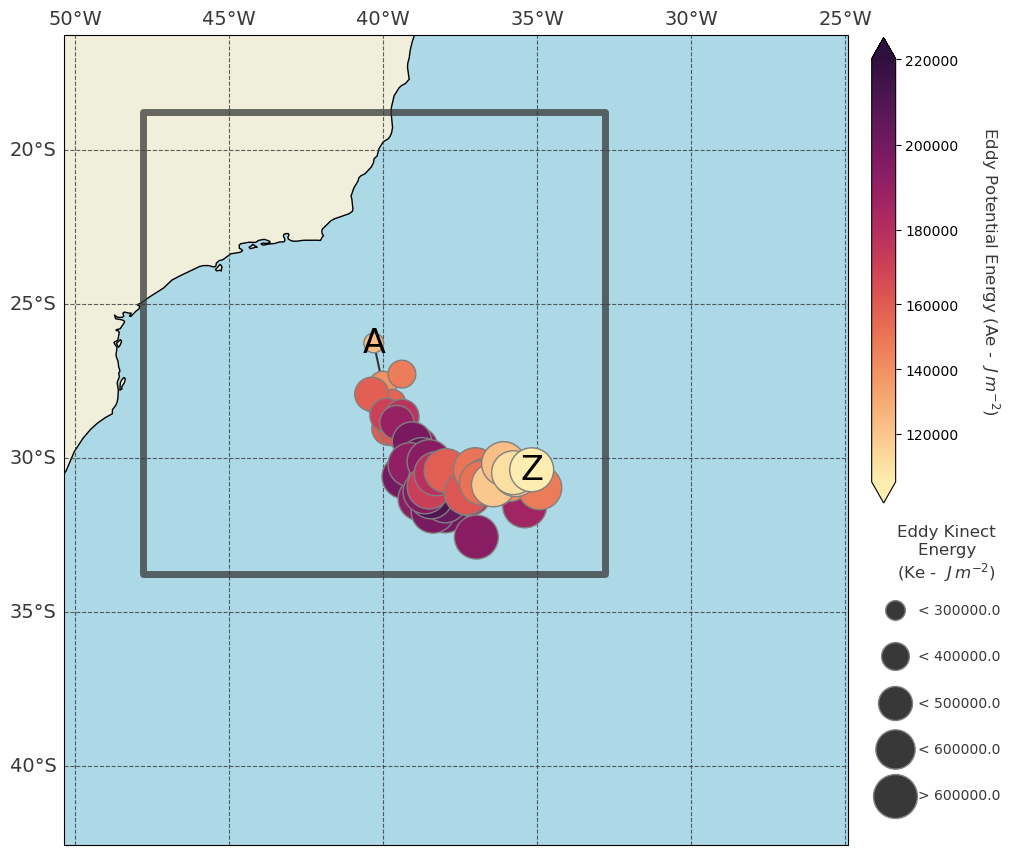 50°W 45°W 40°W 35°W 30°W 25°W
20°S
25°S
30°S
35°S
40°S
A
Z
220000
200000
180000
160000
140000
120000
Eddy Potential Energy (Ae - J m⁻²)
Eddy Kinect
Energy
(Ke - J m⁻²)
< 300000.0
< 400000.0
< 500000.0
< 600000.0
> 600000.0